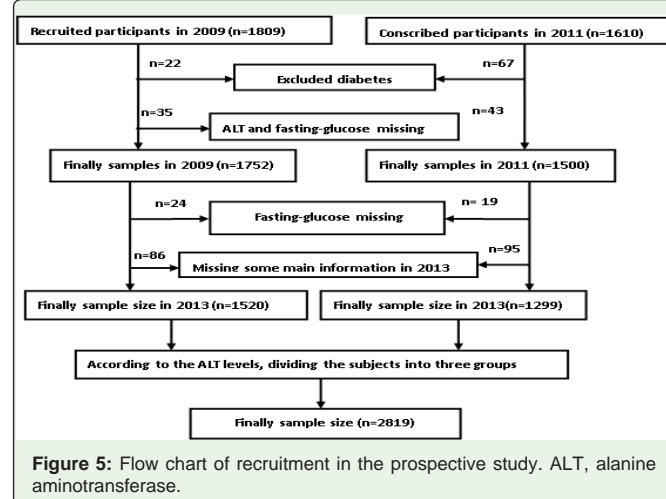 Recruited participants in 2009 (n=1809)
Conscribed participants in 2011 (n=1610)
n=22
n=67
Excluded diabetes
n=35
n=43
ALT and fasting-glucose missing
Finally samples in 2009 (n=1752)
Finally samples in 2011 (n=1500)
n=24
n= 19
Fasting-glucose missing
n=86
n=95
Missing some main information in 2013
Finally sample size in 2013 (n=1520)
Finally sample size in 2013(n=1299)
According to the ALT levels, dividing the subjects into three groups
Finally sample size (n=2819)
Figure 5: Flow chart of recruitment in the prospective study. ALT, alanine
aminotransferase.